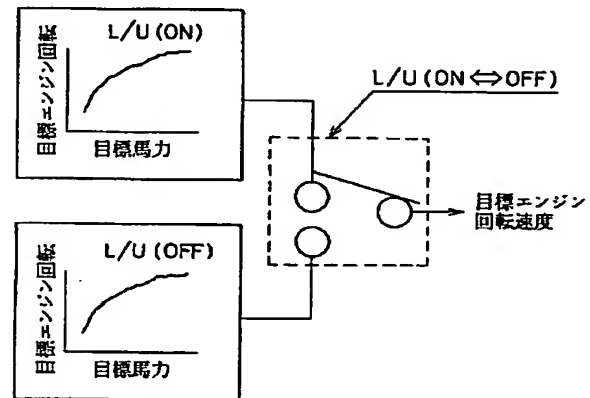 L/U(ON)
目標エンジン回転
目標馬力
L/U(ON⇔OFF)
目標エンジン
回転速度
L/U(OFF)
目標エンジン回転
目標馬力